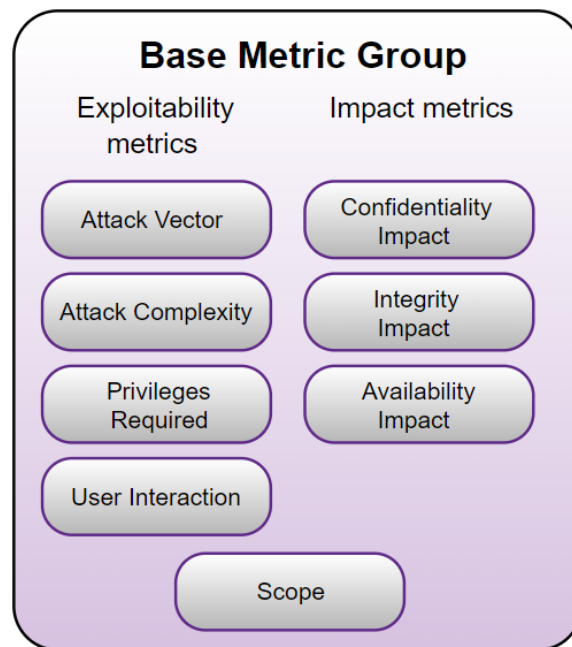 Base Metric Group
Exploitability
metrics
Impact metrics
Attack Vector
Attack Complexity
Privileges
Required
User Interaction
Confidentiality
Impact
Integrity
Impact
Availability
Impact
Scope